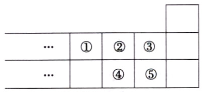 … ① ② ③
… ④ ⑤